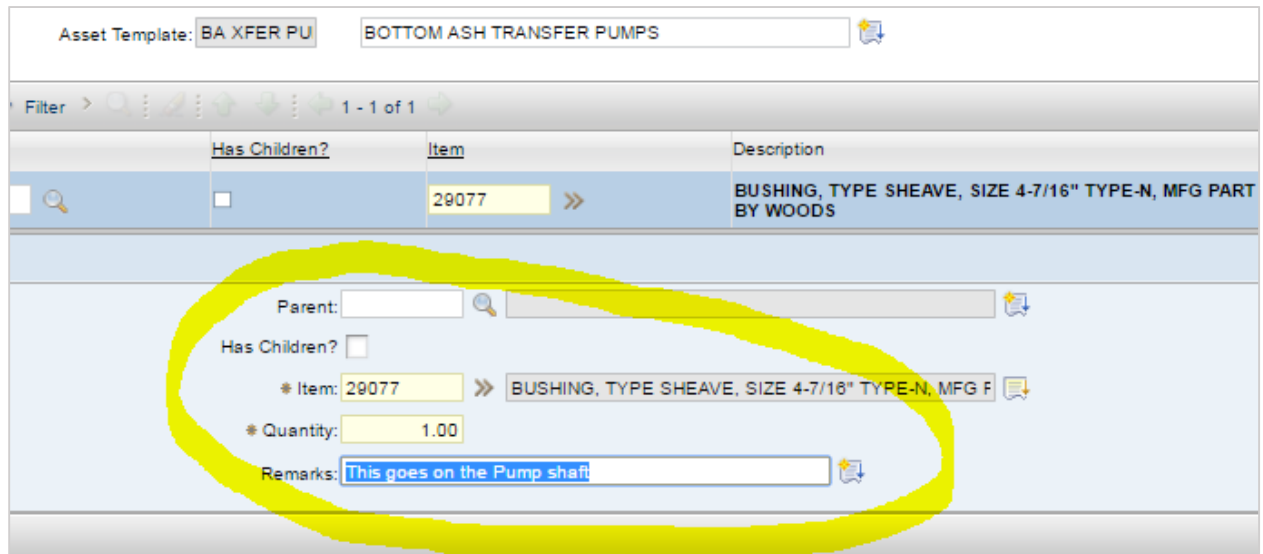 Asset Template: BA XFER PU BOTTOM ASH TRANSFER PUMPS
Filter 1 - 1 of 1
Has Children? Item Description
29077 BUSHING, TYPE SHEAVE, SIZE 4-7/16" TYPE-N, MFG PART
BY WOODS
Parent:
Has Children?
* Item: 29077 BUSHING, TYPE SHEAVE, SIZE 4-7/16" TYPE-N, MFG F
* Quantity: 1.00
Remarks: This goes on the Pump shaft